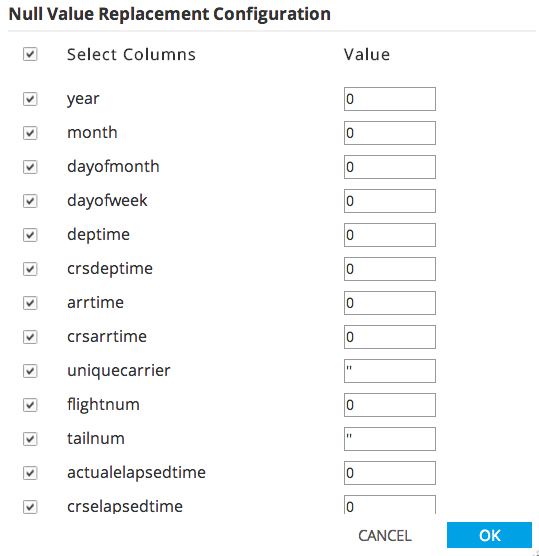 Null Value Replacement Configuration
Select Columns Value
year 0
month 0
dayofmonth 0
dayofweek 0
deptime 0
crsdeptime 0
arrtime 0
crsarrtime 0
uniquecarrier "
flightnum 0
tailnum "
actualelapsedtime 0
crselapsedtime 0
CANCEL OK